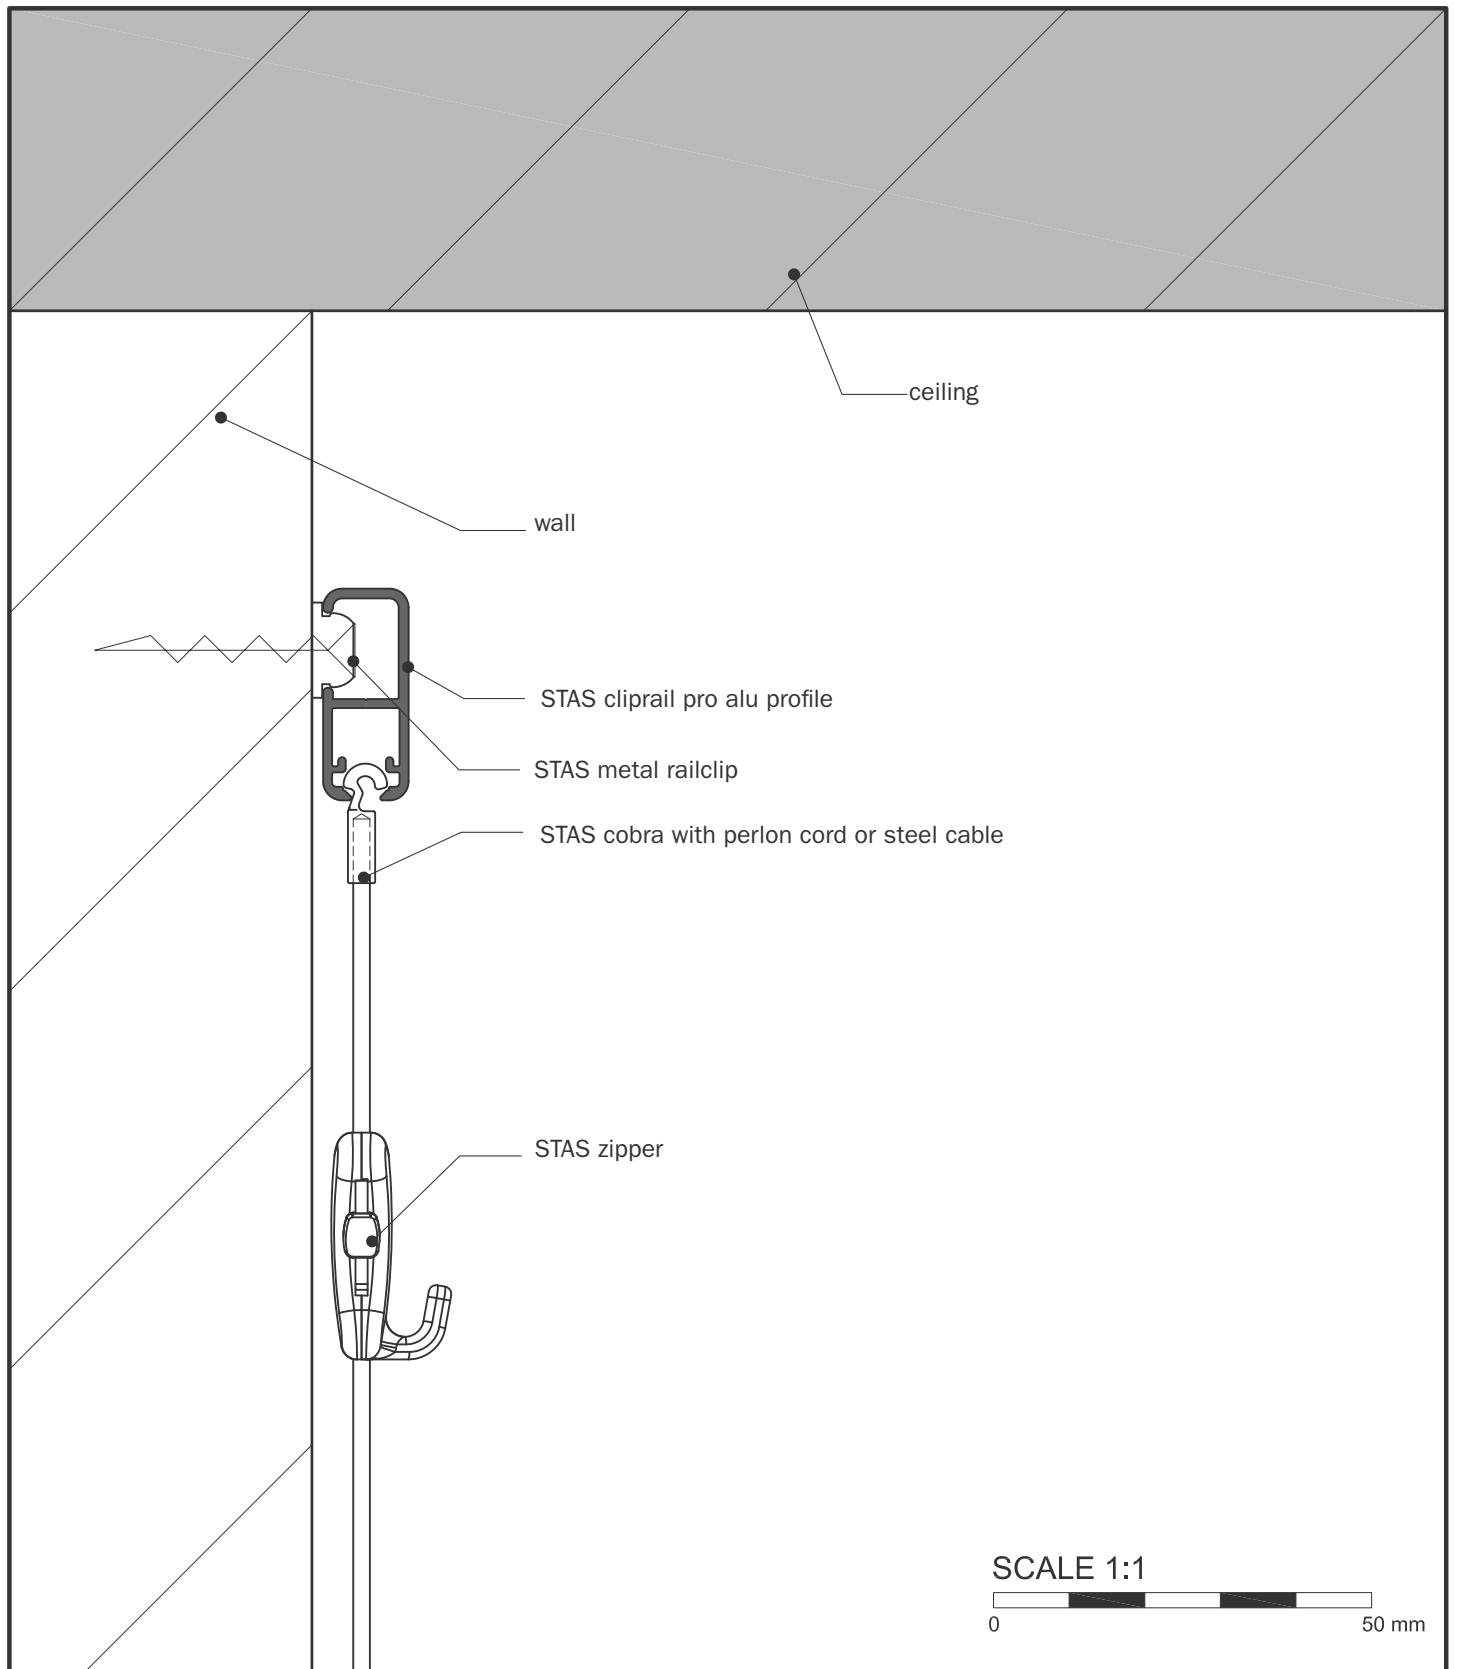 ceiling
wall
STAS cliprail pro alu profile
STAS metal railclip
STAS cobra with perlon cord or steel cable
STAS zipper
SCALE 1:1
0 50 mm